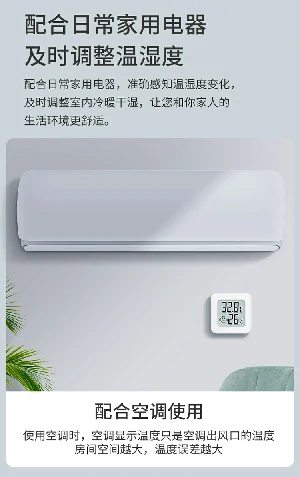 配合日常家用电器
及时调整温湿度
配合日常家用电器，准确感知温湿度变化，
及时调整室内冷暖干湿，让您和你家人的
生活环境更舒适。
32.8
26
配合空调使用
使用空调时，空调显示温度只是空调出风口的温度
房间空间越大，温度误差越大